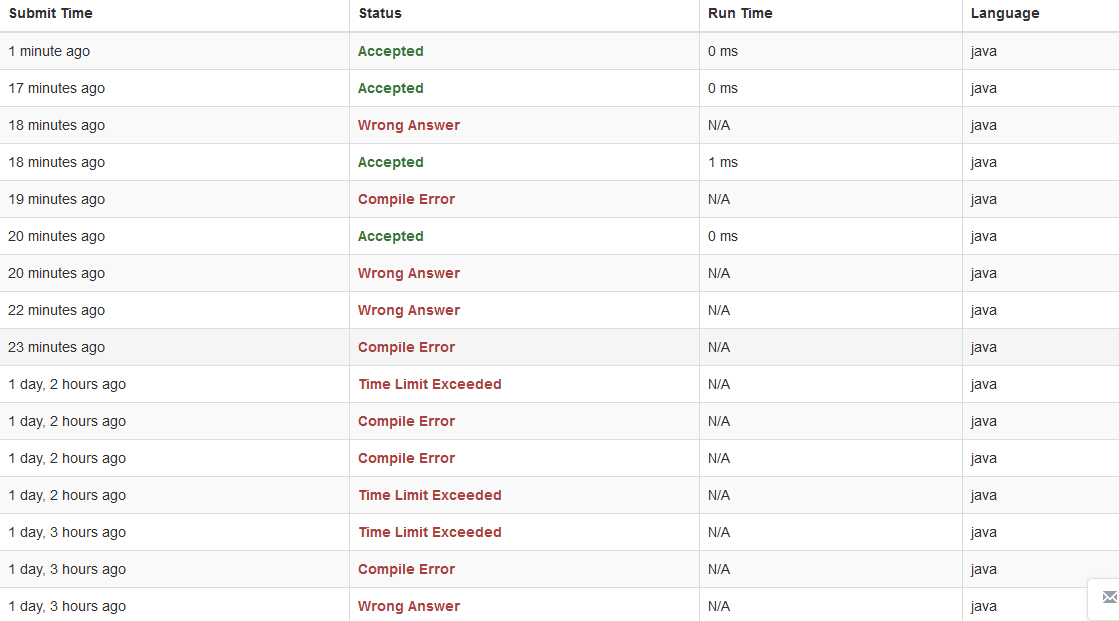 Submit Time Status Run Time Language
1 minute ago Accepted 0 ms java
17 minutes ago Accepted 0 ms java
18 minutes ago Wrong Answer N/A java
18 minutes ago Accepted 1 ms java
19 minutes ago Compile Error N/A java
20 minutes ago Accepted 0 ms java
20 minutes ago Wrong Answer N/A java
22 minutes ago Wrong Answer N/A java
23 minutes ago Compile Error N/A java
1 day, 2 hours ago Time Limit Exceeded N/A java
1 day, 2 hours ago Compile Error N/A java
1 day, 2 hours ago Compile Error N/A java
1 day, 2 hours ago Time Limit Exceeded N/A java
1 day, 3 hours ago Time Limit Exceeded N/A java
1 day, 3 hours ago Compile Error N/A java
1 day, 3 hours ago Wrong Answer N/A java